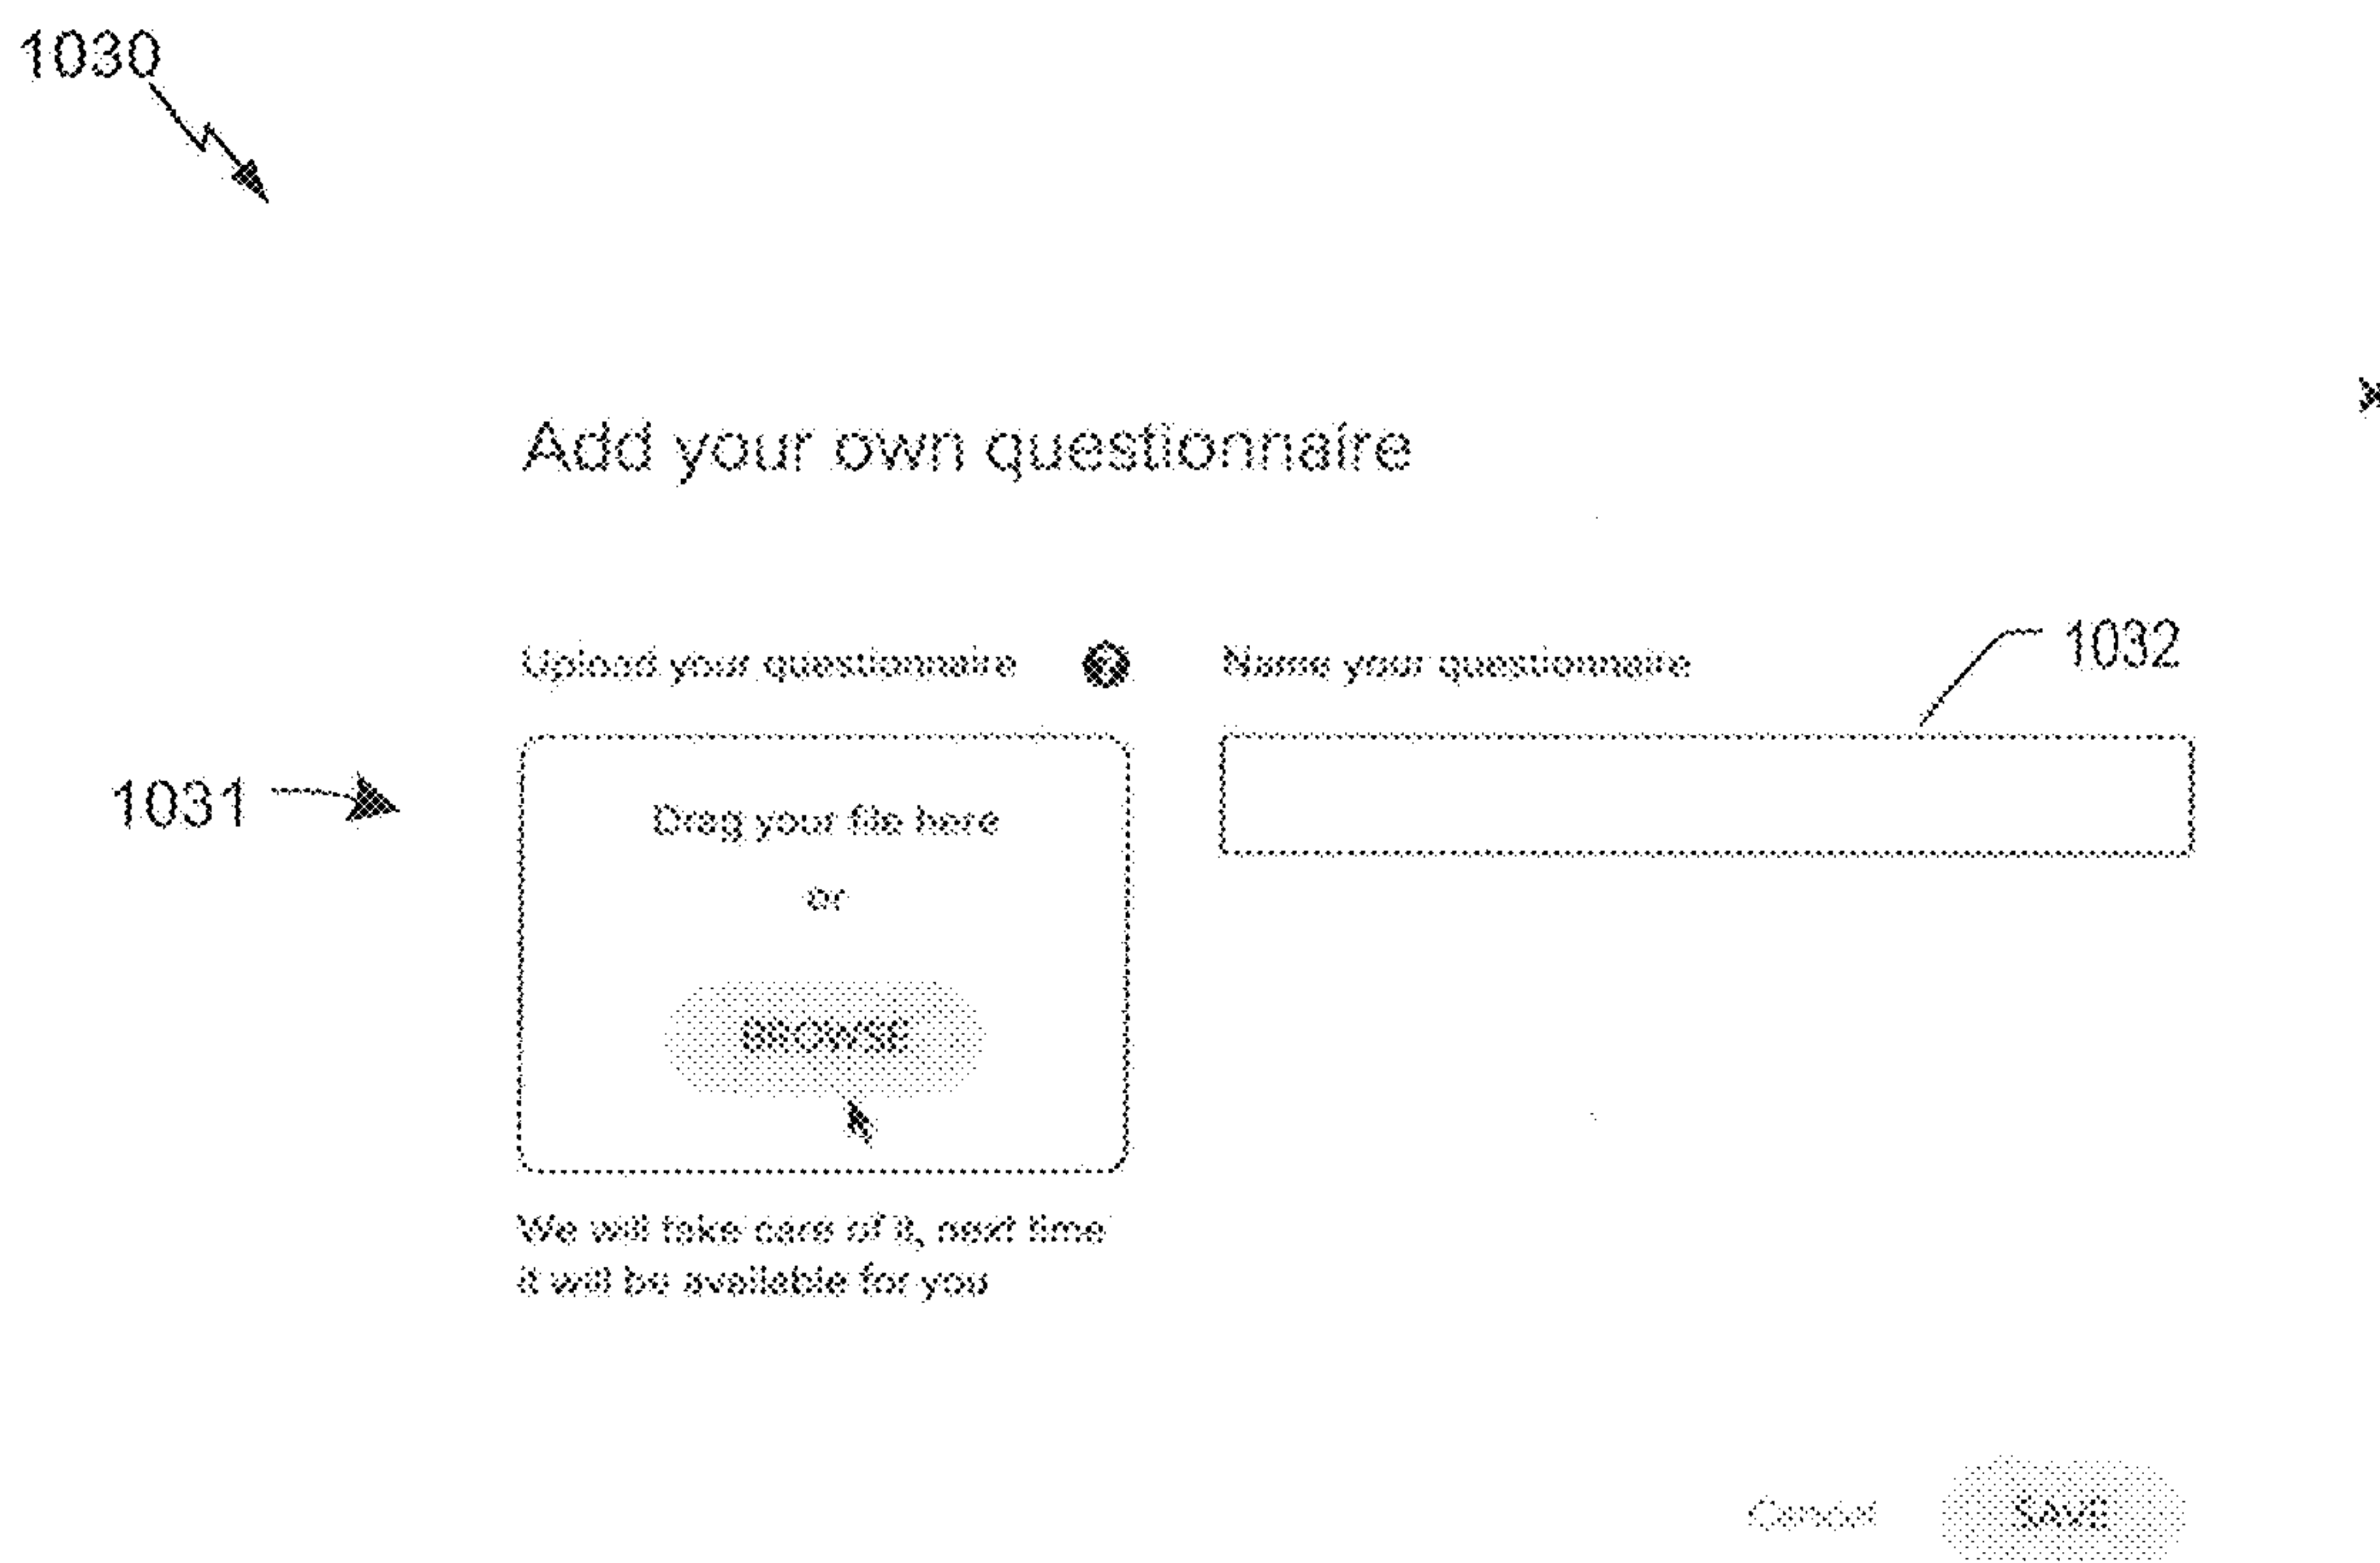 1030
Add your own questionnaire
Upload your questionnaire
Name your questionnaire
1032
1031
Drag your file here
or
BROWSE
We will take care of it, next time
it will be available for you
Cancel
SAVE